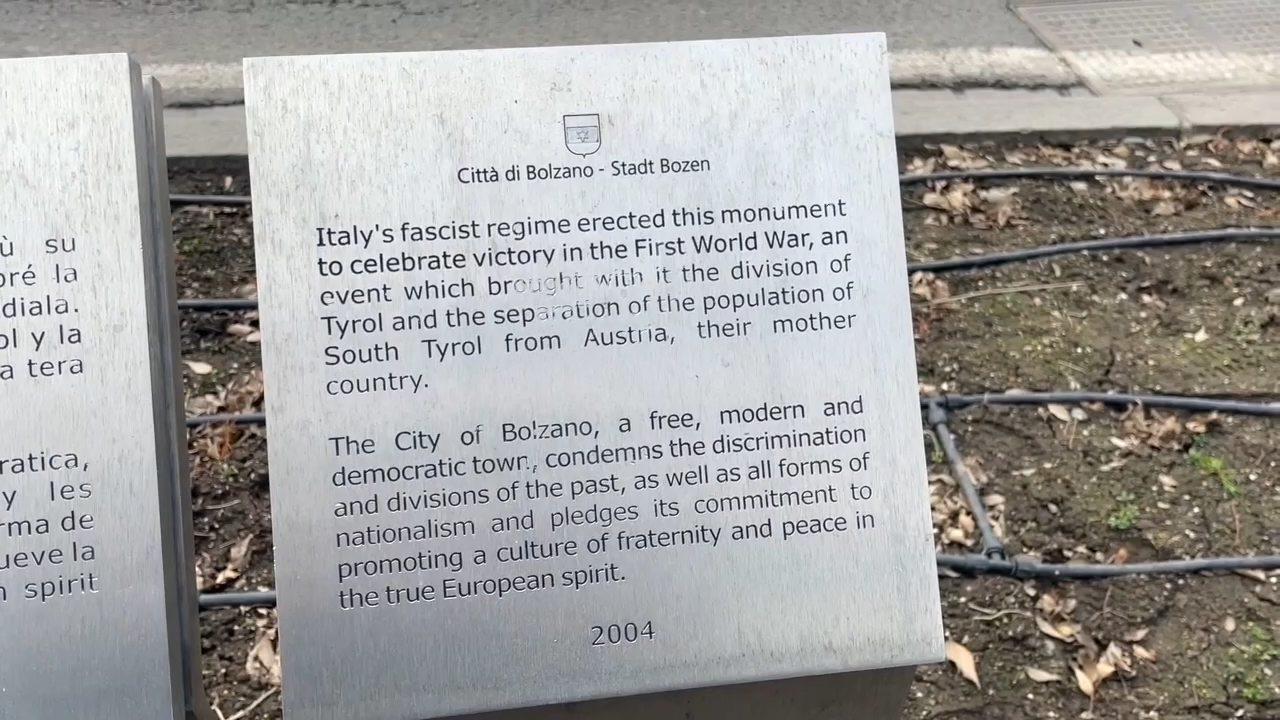 ù su
oré la
diala.
ol y la
a tera
ratica,
y les
rma de
ueve la
n spirit
Città di Bolzano - Stadt Bozen
Italy's fascist regime erected this monument
to celebrate victory in the First World War, an
event which brought with it the division of
Tyrol and the separation of the population of
South Tyrol from Austria, their mother
country.
The City of Bolzano, a free, modern and
democratic town, condemns the discrimination
and divisions of the past, as well as all forms of
nationalism and pledges its commitment to
promoting a culture of fraternity and peace in
the true European spirit.
2004